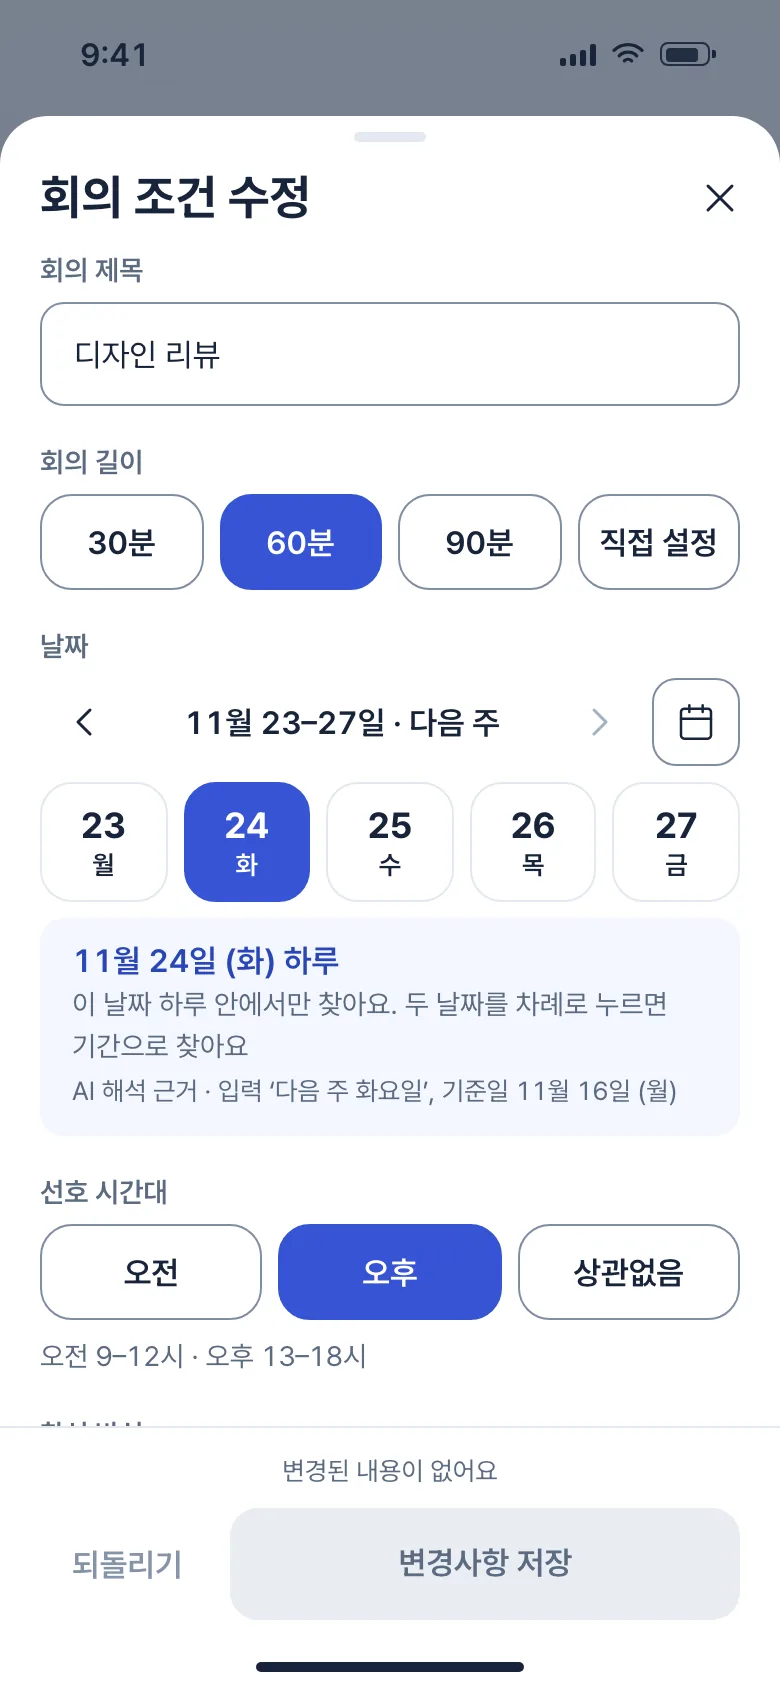 9:41
회의 조건 수정
회의 제목
디자인 리뷰
회의 길이
30분 60분 90분 직접 설정
날짜
11월 23–27일 · 다음 주
23 24 25 26 27
월 화 수 목 금
11월 24일 (화) 하루
이 날짜 하루 안에서만 찾아요. 두 날짜를 차례로 누르면
기간으로 찾아요
AI 해석 근거 · 입력 ‘다음 주 화요일’, 기준일 11월 16일 (월)
선호 시간대
오전 오후 상관없음
오전 9–12시 · 오후 13–18시
변경된 내용이 없어요
되돌리기 변경사항 저장